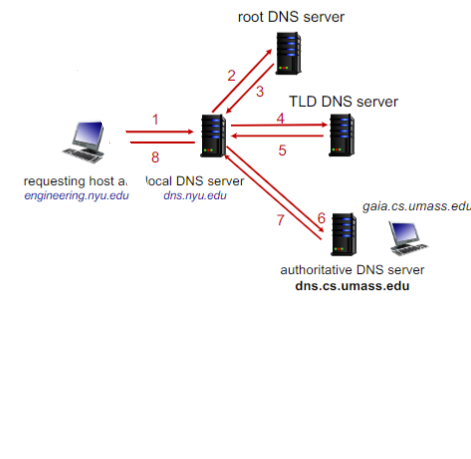 root DNS server
2
3
TLD DNS server
1
4
8
5
requesting host a.
local DNS server
engineering.nyu.edu
dns.nyu.edu
gaia.cs.umass.edu
6
7
authoritative DNS server
dns.cs.umass.edu